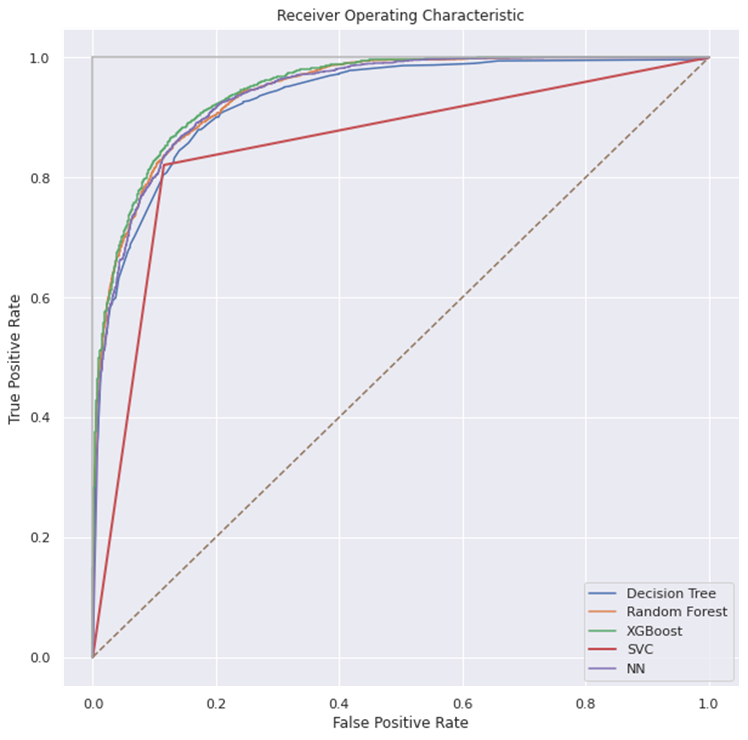 Receiver Operating Characteristic
True Positive Rate
1.0
0.8
0.6
0.4
0.2
0.0
Decision Tree
Random Forest
XGBoost
SVC
NN
0.0 0.2 0.4 0.6 0.8 1.0
False Positive Rate